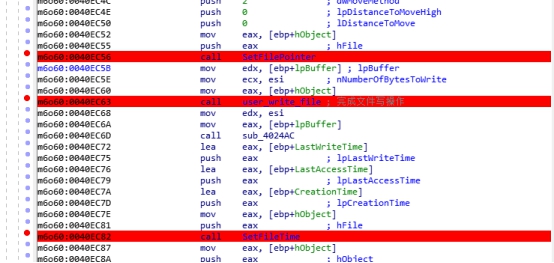 m6o60:0040EC4C push 2 ; dwMoveMethod
m6o60:0040EC4E push 0 ; lpDistanceToMoveHigh
m6o60:0040EC50 push 0 ; lDistanceToMove
m6o60:0040EC52 mov eax, [ebp+hObject]
m6o60:0040EC55 push eax ; hFile
m6o60:0040EC56 call SetFilePointer
m6o60:0040EC5B mov edx, [ebp+lpBuffer] ; lpBuffer
m6o60:0040EC5E mov ecx, esi ; nNumberOfBytesToWrite
m6o60:0040EC60 mov eax, [ebp+hObject]
m6o60:0040EC63 call user_write_file ; 完成文件写操作
m6o60:0040EC68 mov edx, esi
m6o60:0040EC6A mov eax, [ebp+lpBuffer]
m6o60:0040EC6D call sub_4024AC
m6o60:0040EC72 lea eax, [ebp+LastWriteTime]
m6o60:0040EC75 push eax ; lpLastWriteTime
m6o60:0040EC76 lea eax, [ebp+LastAccessTime]
m6o60:0040EC79 push eax ; lpLastAccessTime
m6o60:0040EC7A lea eax, [ebp+CreationTime]
m6o60:0040EC7D push eax ; lpCreationTime
m6o60:0040EC7E mov eax, [ebp+hObject]
m6o60:0040EC81 push eax ; hFile
m6o60:0040EC82 call SetFileTime
m6o60:0040EC87 mov eax, [ebp+hObject]
m6o60:0040EC8A push eax ; hObject